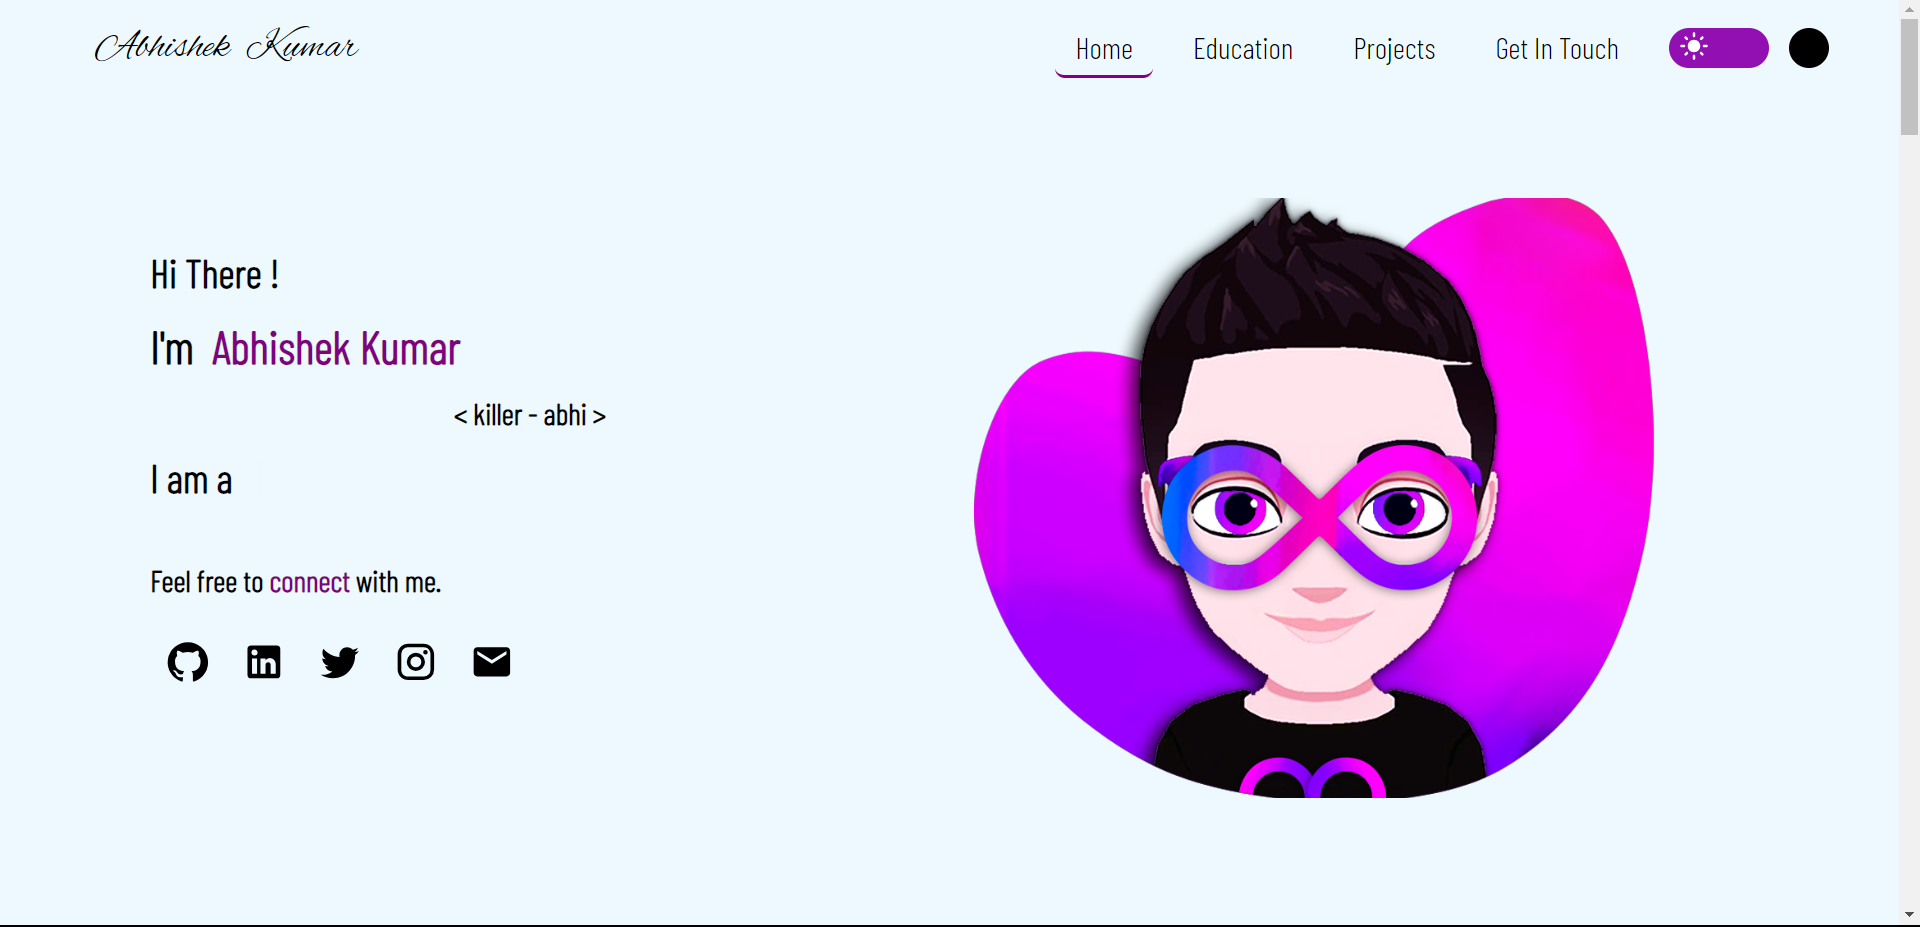 Abhishek Kumar
Home Education Projects Get In Touch
Hi There !
I'm Abhishek Kumar
< killer - abhi >
I am a
Feel free to connect with me.